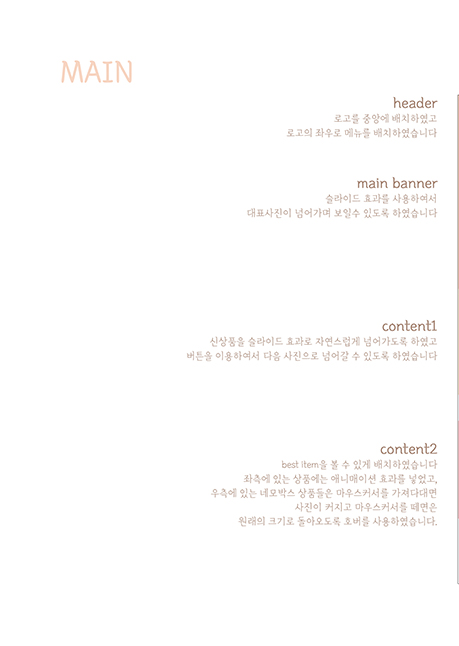 MAIN
header
로고를 중앙에 배치하였고
로고의 좌우로 메뉴를 배치하였습니다
main banner
슬라이드 효과를 사용하여서
대표사진이 넘어가며 보일수 있도록 하였습니다
content1
신상품을 슬라이드 효과로 자연스럽게 넘어가도록 하였고
버튼을 이용하여서 다음 사진으로 넘어갈 수 있도록 하였습니다
content2
best item을 볼 수 있게 배치하였습니다
좌측에 있는 상품에는 애니매이션 효과를 넣었고,
우측에 있는 네모박스 상품들은 마우스커서를 가져다대면
사진이 커지고 마우스커서를 떼면은
원래의 크기로 돌아오도록 호버를 사용하였습니다.